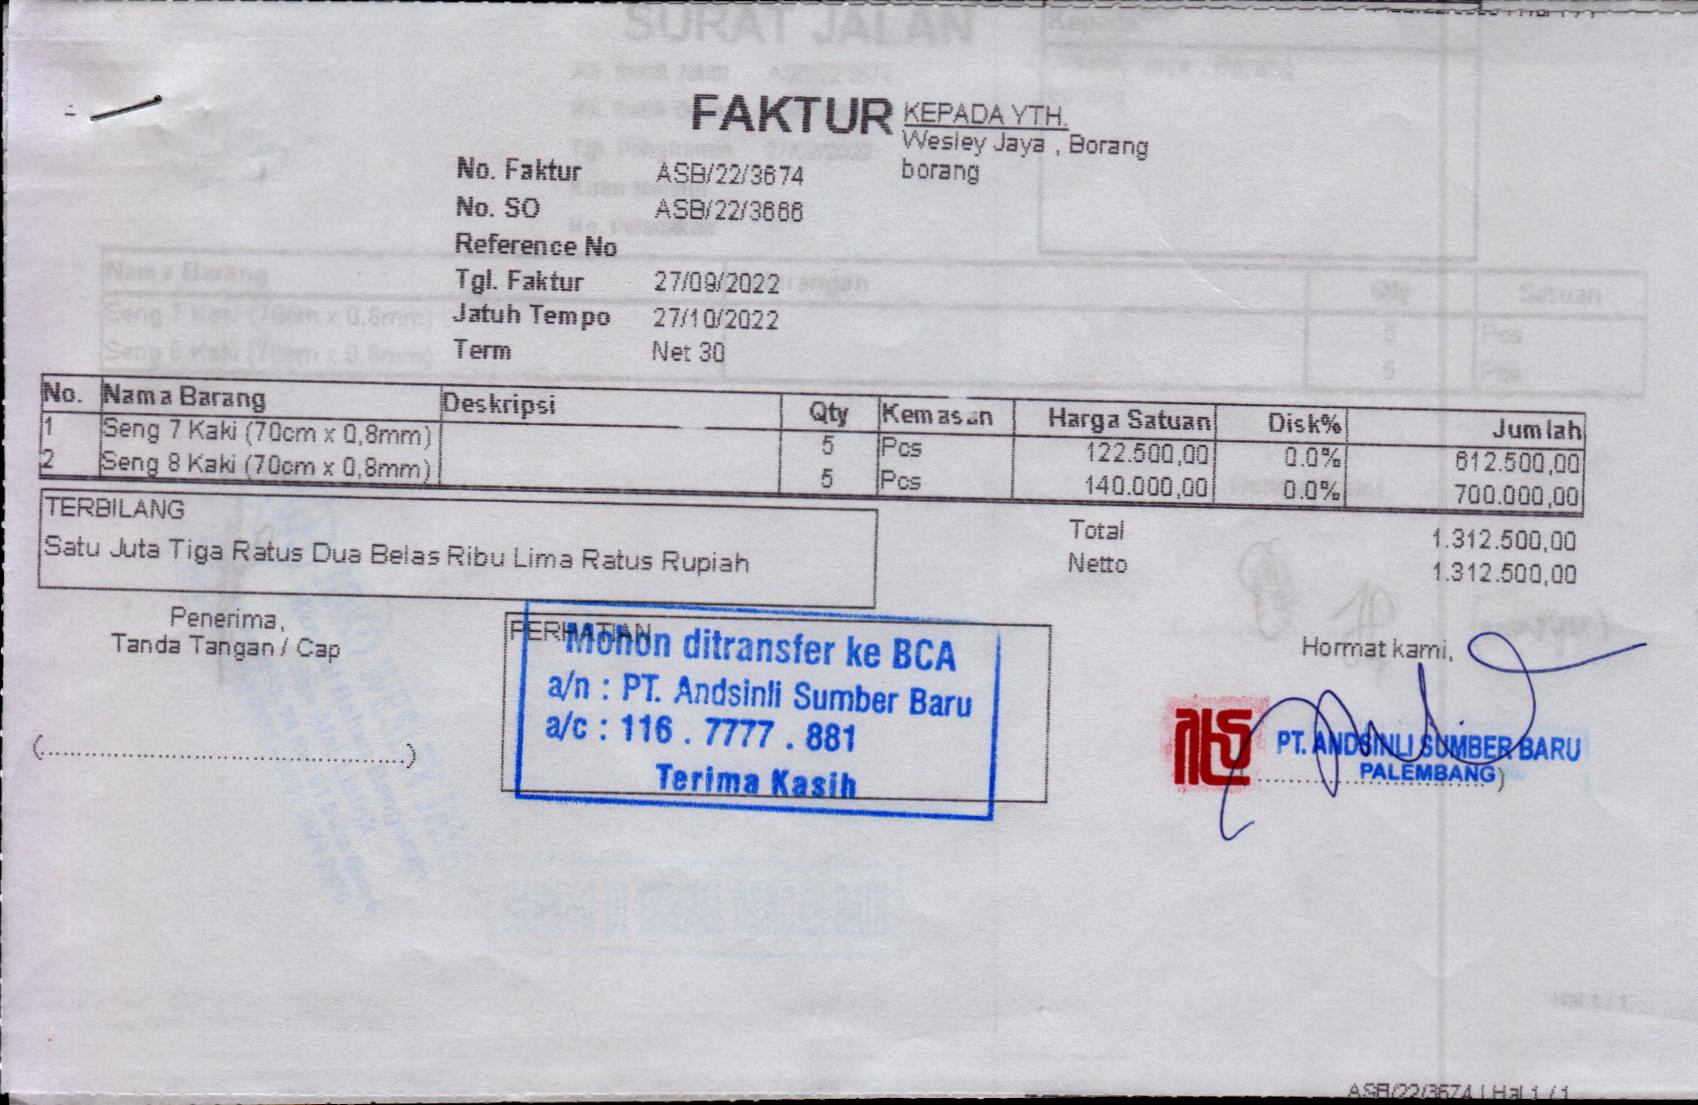 FAKTUR
KEPADA YTH.
Wesley Jaya , Borang
borang
No. Faktur ASB/22/3674
No. SO ASB/22/3666
Reference No
Tgl. Faktur 27/09/2022
Jatuh Tempo 27/10/2022
Term Net 30
No. Nama Barang Deskripsi Qty Kemasan Harga Satuan Disk% Jumlah
1 Seng 7 Kaki (70cm x 0,8mm) 5 Pcs 122.500,00 0.0% 612.500,00
2 Seng 8 Kaki (70cm x 0,8mm) 5 Pcs 140.000,00 0.0% 700.000,00
TERBILANG
Satu Juta Tiga Ratus Dua Belas Ribu Lima Ratus Rupiah
Total 1.312.500,00
Netto 1.312.500,00
Penerima,
Tanda Tangan / Cap
(........................................)
PERHATIAN
Mohon ditransfer ke BCA
a/n : PT. Andsinli Sumber Baru
a/c : 116 . 7777 . 881
Terima Kasih
Hormat kami,
PT. ANDSINLI SUMBER BARU
PALEMBANG
ASB/22/3674 | Hal 1 / 1